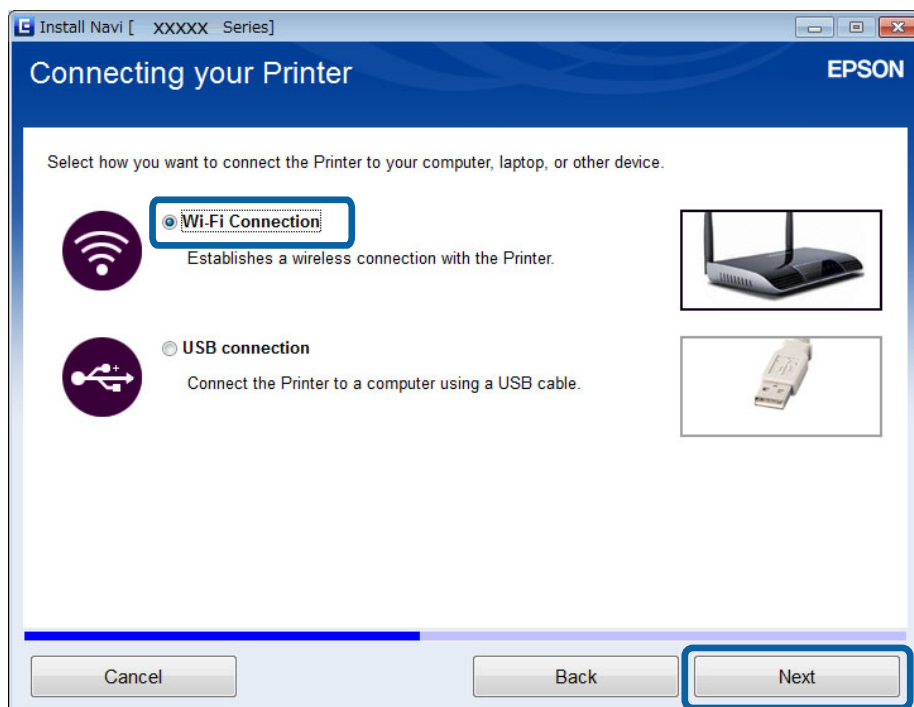 Install Navi [ XXXXX Series]
Connecting your Printer
EPSON
Select how you want to connect the Printer to your computer, laptop, or other device.
Wi-Fi Connection
Establishes a wireless connection with the Printer.
USB connection
Connect the Printer to a computer using a USB cable.
Cancel
Back
Next